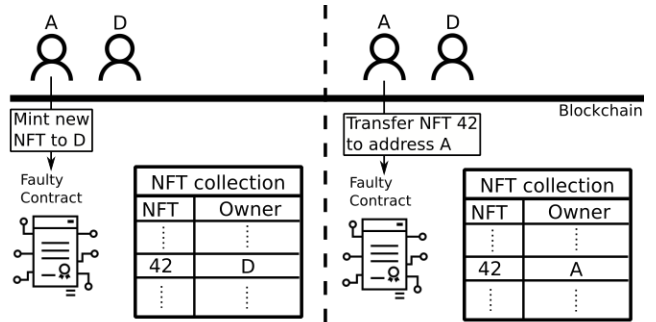 A D
Mint new
NFT to D
Faulty
Contract
NFT collection
NFT Owner
42 D
A D
Blockchain
Transfer NFT 42
to address A
Faulty
Contract
NFT collection
NFT Owner
42 A